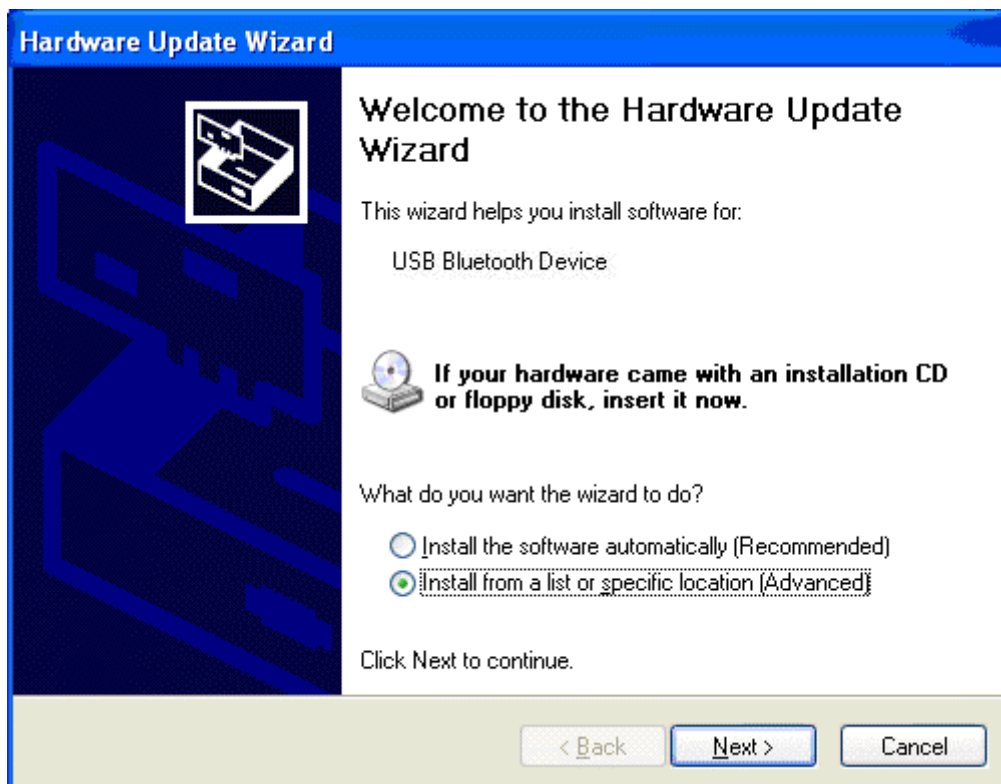 Hardware Update Wizard
Welcome to the Hardware Update
Wizard
This wizard helps you install software for:
USB Bluetooth Device
If your hardware came with an installation CD
or floppy disk, insert it now.
What do you want the wizard to do?
Install the software automatically (Recommended)
Install from a list or specific location (Advanced)
Click Next to continue.
< Back Next > Cancel